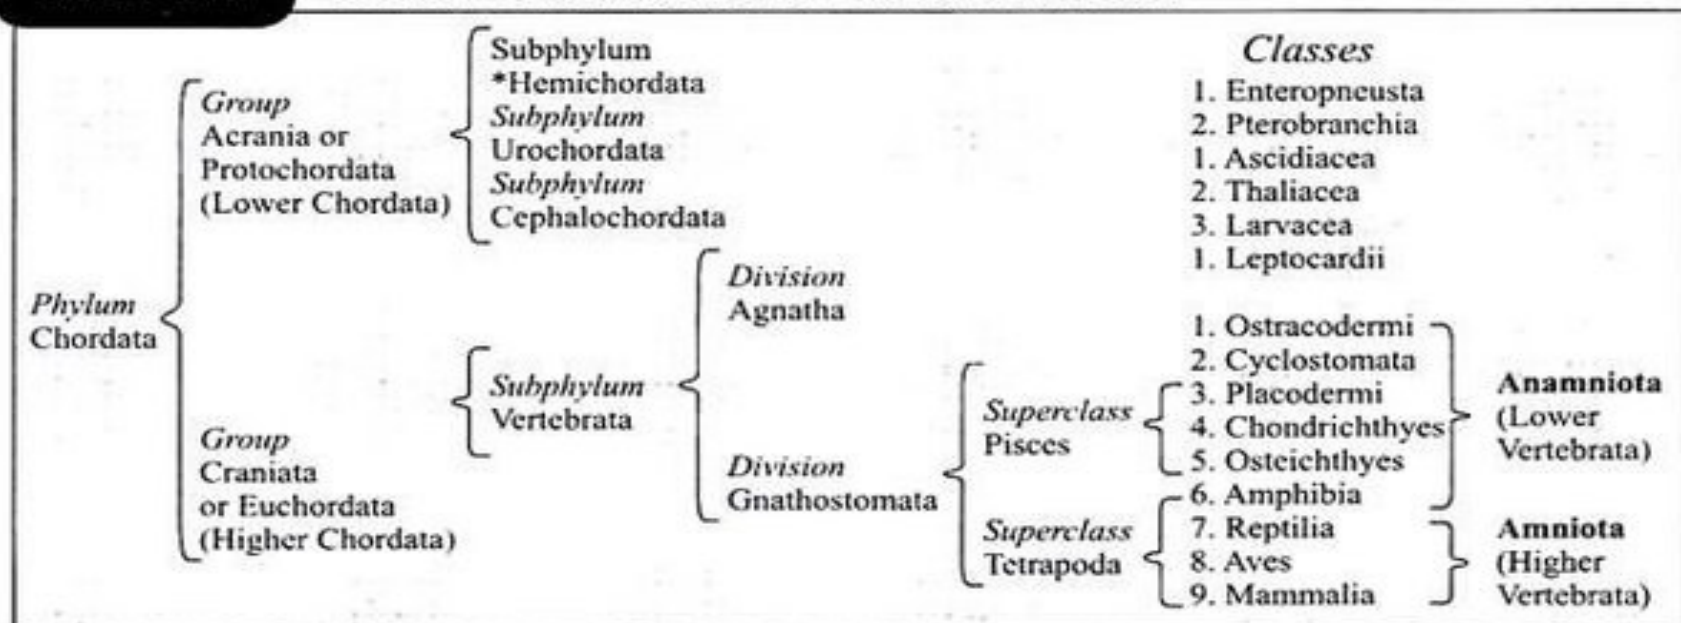 Classes
Subphylum
*Hemichordata
Subphylum
Urochordata
Subphylum
Cephalochordata
1. Enteropneusta
2. Pterobranchia
1. Ascidiacea
2. Thaliacea
3. Larvacea
1. Leptocardii
Group
Acrania or
Protochordata
(Lower Chordata)
Phylum
Chordata
Group
Craniata
or Euchordata
(Higher Chordata)
Subphylum
Vertebrata
Division
Agnatha
Division
Gnathostomata
Superclass
Pisces
Superclass
Tetrapoda
1. Ostracodermi
2. Cyclostomata
3. Placodermi
4. Chondrichthyes
5. Osteichthyes
6. Amphibia
7. Reptilia
8. Aves
9. Mammalia
Anamniota
(Lower
Vertebrata)
Amniota
(Higher
Vertebrata)